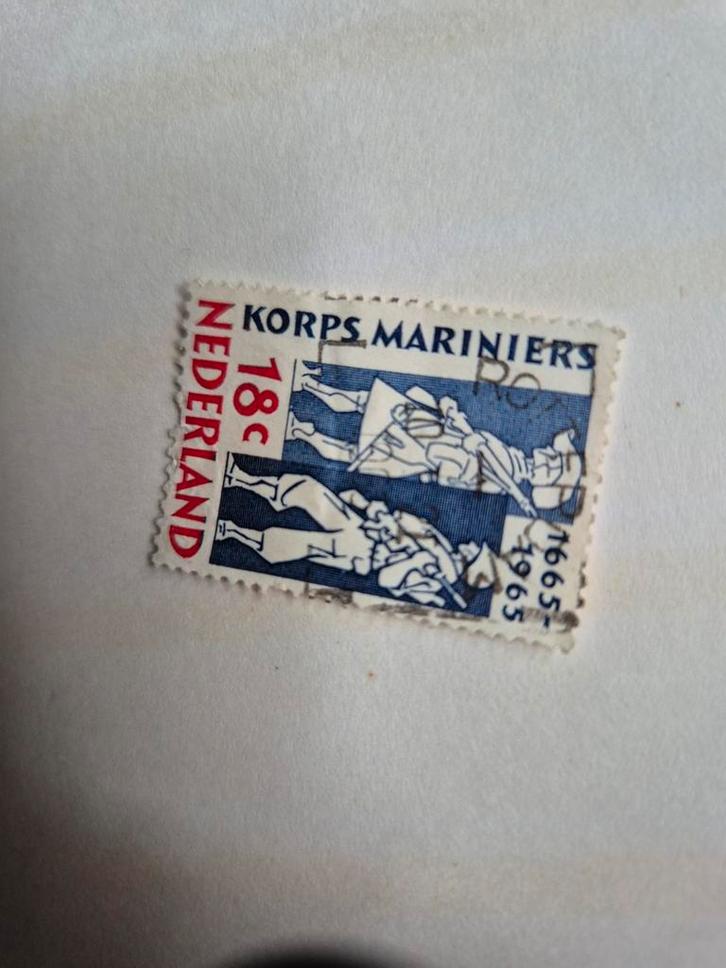 KORPS MARINIERS
1665-
1965
18c
NEDERLAND